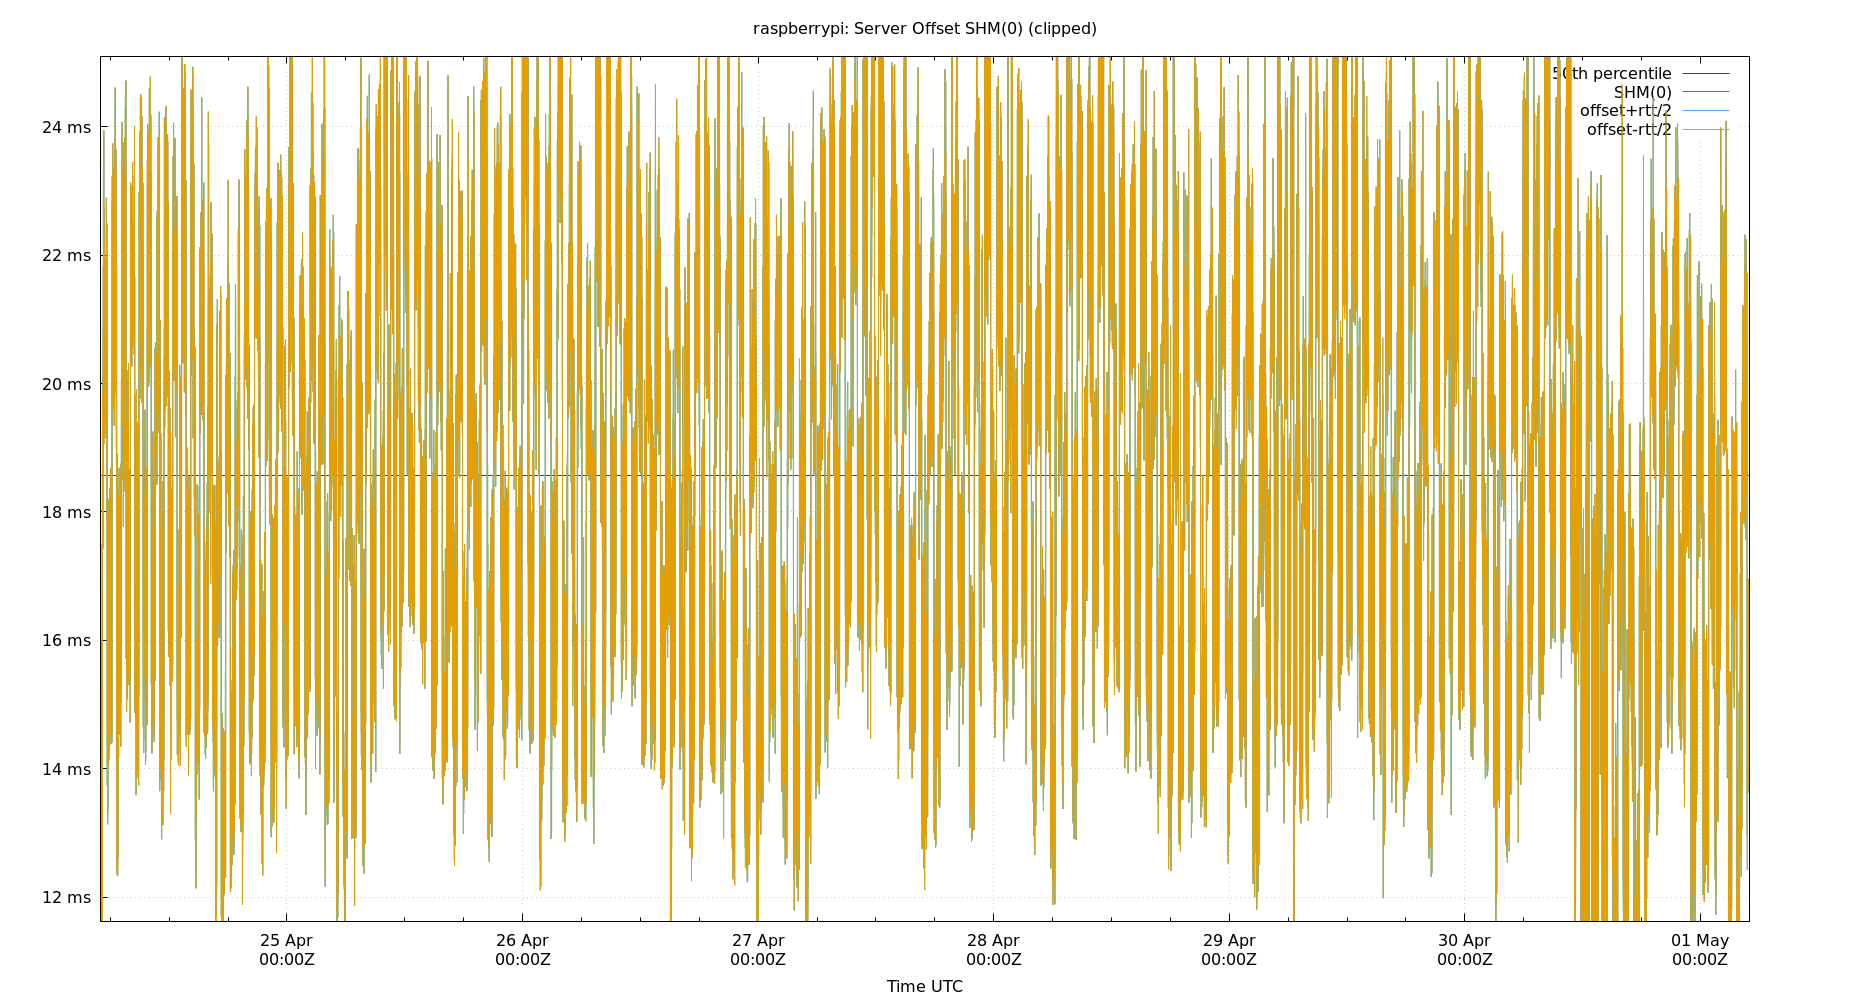 raspberrypi: Server Offset SHM(0) (clipped)
50th percentile
SHM(0)
offset+rtt/2
offset-rtt/2
24 ms
22 ms
20 ms
18 ms
16 ms
14 ms
12 ms
25 Apr 26 Apr 27 Apr 28 Apr 29 Apr 30 Apr 01 May
00:00Z 00:00Z 00:00Z 00:00Z 00:00Z 00:00Z 00:00Z
Time UTC